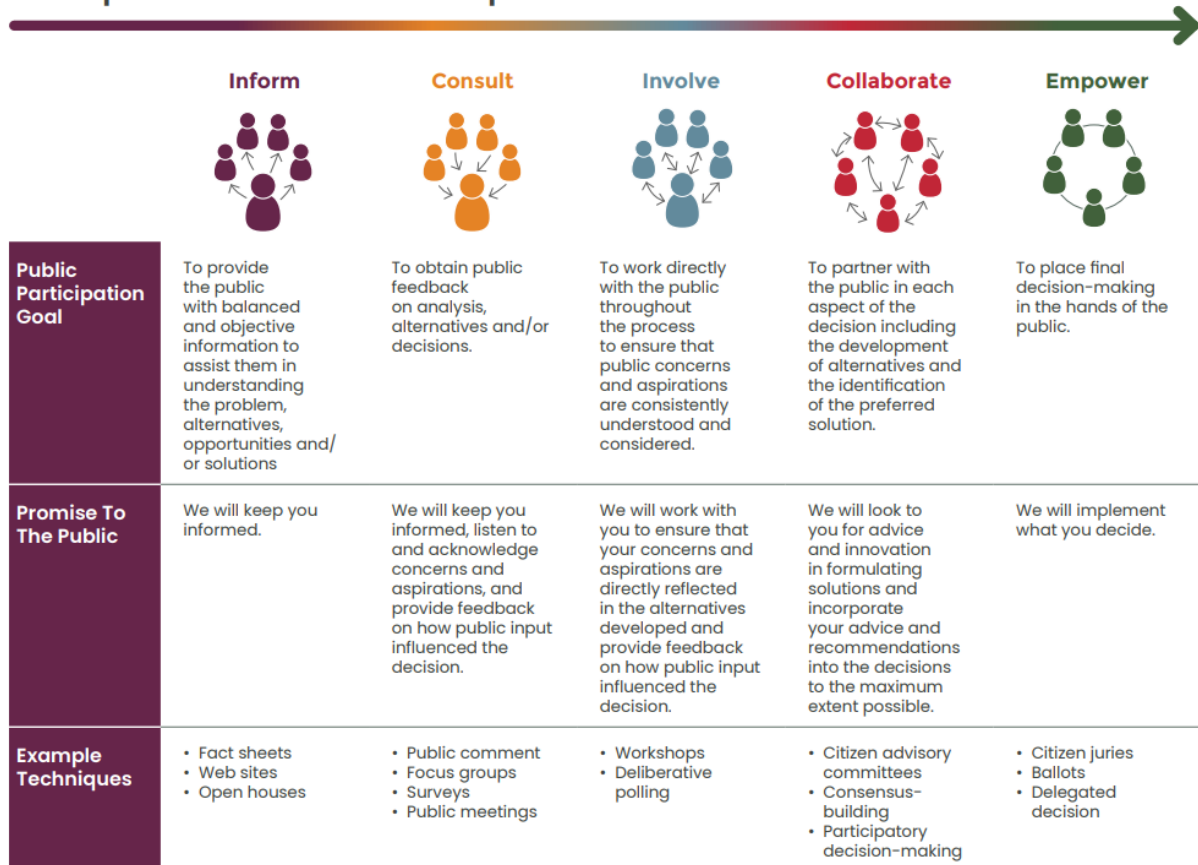 Inform
Consult
Involve
Collaborate
Empower
Public
Participation
Goal
To provide
the public
with balanced
and objective
information to
assist them in
understanding
the problem,
alternatives,
opportunities and/
or solutions
To obtain public
feedback
on analysis,
alternatives and/or
decisions.
To work directly
with the public
throughout
the process
to ensure that
public concerns
and aspirations
are consistently
understood and
considered.
To partner with
the public in each
aspect of the
decision including
the development
of alternatives and
the identification
of the preferred
solution.
To place final
decision-making
in the hands of the
public.
Promise To
The Public
We will keep you
informed.
We will keep you
informed, listen to
and acknowledge
concerns and
aspirations, and
provide feedback
on how public input
influenced the
decision.
We will work with
you to ensure that
your concerns and
aspirations are
directly reflected
in the alternatives
developed and
provide feedback
on how public input
influenced the
decision.
We will look to
you for advice
and innovation
in formulating
solutions and
incorporate
your advice and
recommendations
into the decisions
to the maximum
extent possible.
We will implement
what you decide.
Example
Techniques
• Fact sheets
• Web sites
• Open houses
• Public comment
• Focus groups
• Surveys
• Public meetings
• Workshops
• Deliberative
polling
• Citizen advisory
committees
• Consensus-
building
• Participatory
decision-making
• Citizen juries
• Ballots
• Delegated
decision